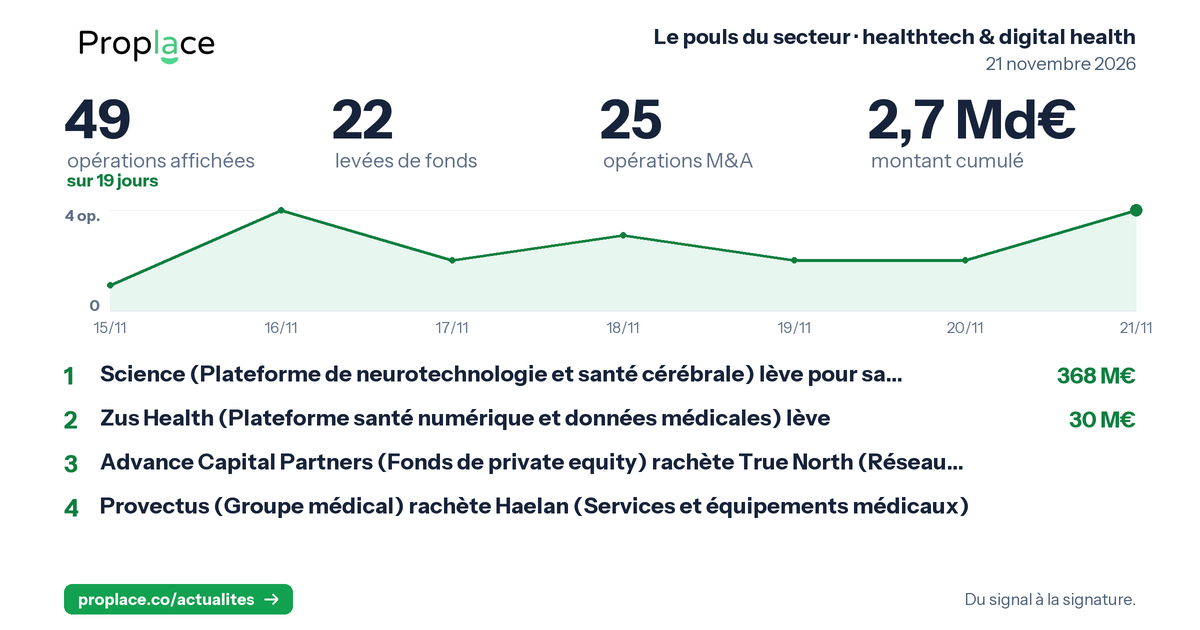 Proplace
Le pouls du secteur · healthtech & digital health
21 novembre 2026
49
opérations affichées
sur 19 jours
22
levées de fonds
25
opérations M&A
2,7 Md€
montant cumulé
4 op.
0
15/11 16/11 17/11 18/11 19/11 20/11 21/11
1 Science (Plateforme de neurotechnologie et santé cérébrale) lève pour sa... 368 M€
2 Zus Health (Plateforme santé numérique et données médicales) lève 30 M€
3 Advance Capital Partners (Fonds de private equity) rachète True North (Réseau...
4 Provectus (Groupe médical) rachète Haelan (Services et équipements médicaux)
proplace.co/actualites →
Du signal à la signature.